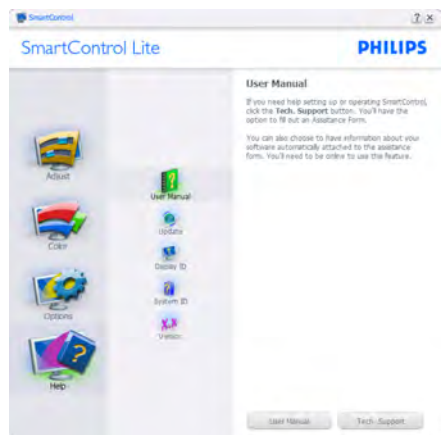 SmartControl
SmartControl Lite
PHILIPS
Adjust
Color
Options
Help
User Manual
Update
Display ID
System ID
Version
User Manual
If you need help setting up or operating SmartControl,
click the Tech. Support button. You'll have the
option to fill out an Assistance Form.
You can also choose to have information about your
software automatically attached to the assistance
form. You'll need to be online to use the feature.
User Manual
Tech. Support